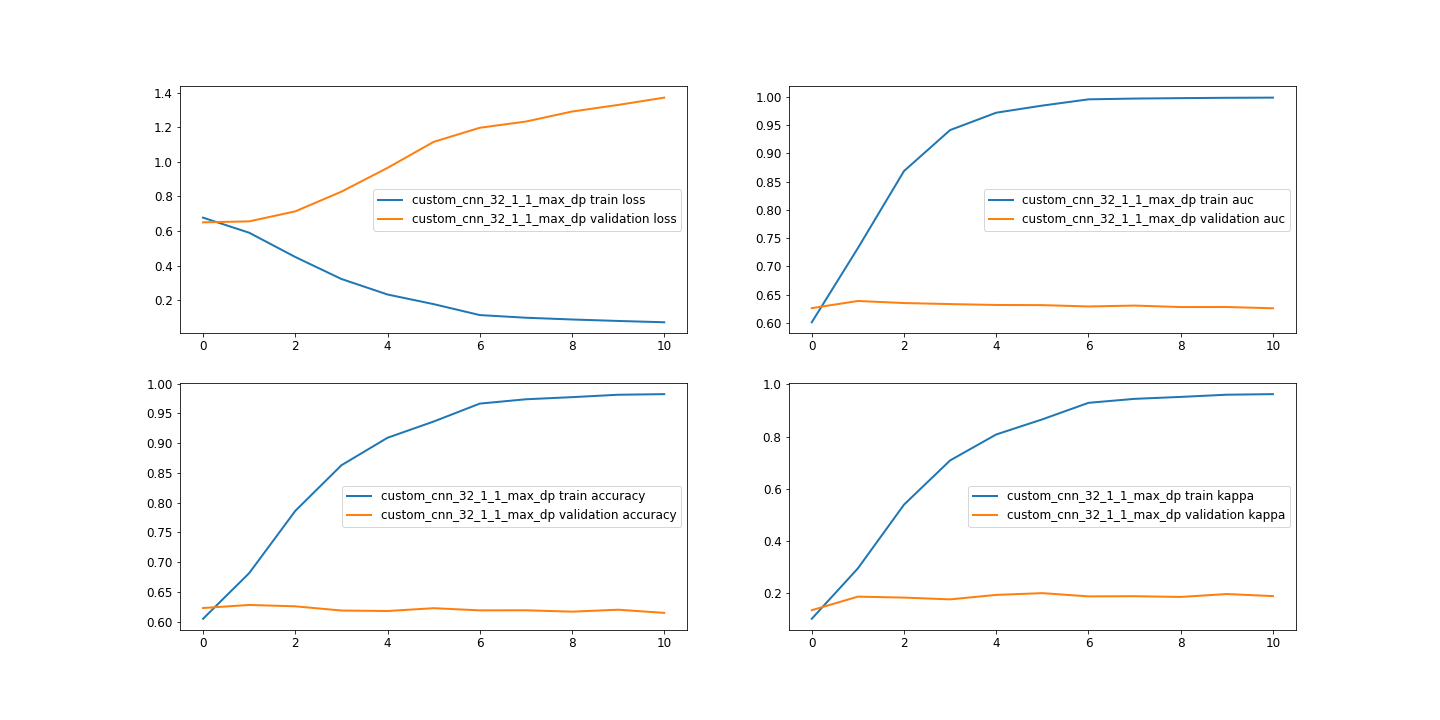 1.4
1.2
1.0
0.8
0.6
0.4
0.2
custom_cnn_32_1_1_max_dp train loss
custom_cnn_32_1_1_max_dp validation loss
0 2 4 6 8 10
1.00
0.95
0.90
0.85
0.80
0.75
0.70
0.65
0.60
custom_cnn_32_1_1_max_dp train auc
custom_cnn_32_1_1_max_dp validation auc
0 2 4 6 8 10
1.00
0.95
0.90
0.85
0.80
0.75
0.70
0.65
0.60
custom_cnn_32_1_1_max_dp train accuracy
custom_cnn_32_1_1_max_dp validation accuracy
0 2 4 6 8 10
1.0
0.8
0.6
0.4
0.2
custom_cnn_32_1_1_max_dp train kappa
custom_cnn_32_1_1_max_dp validation kappa
0 2 4 6 8 10